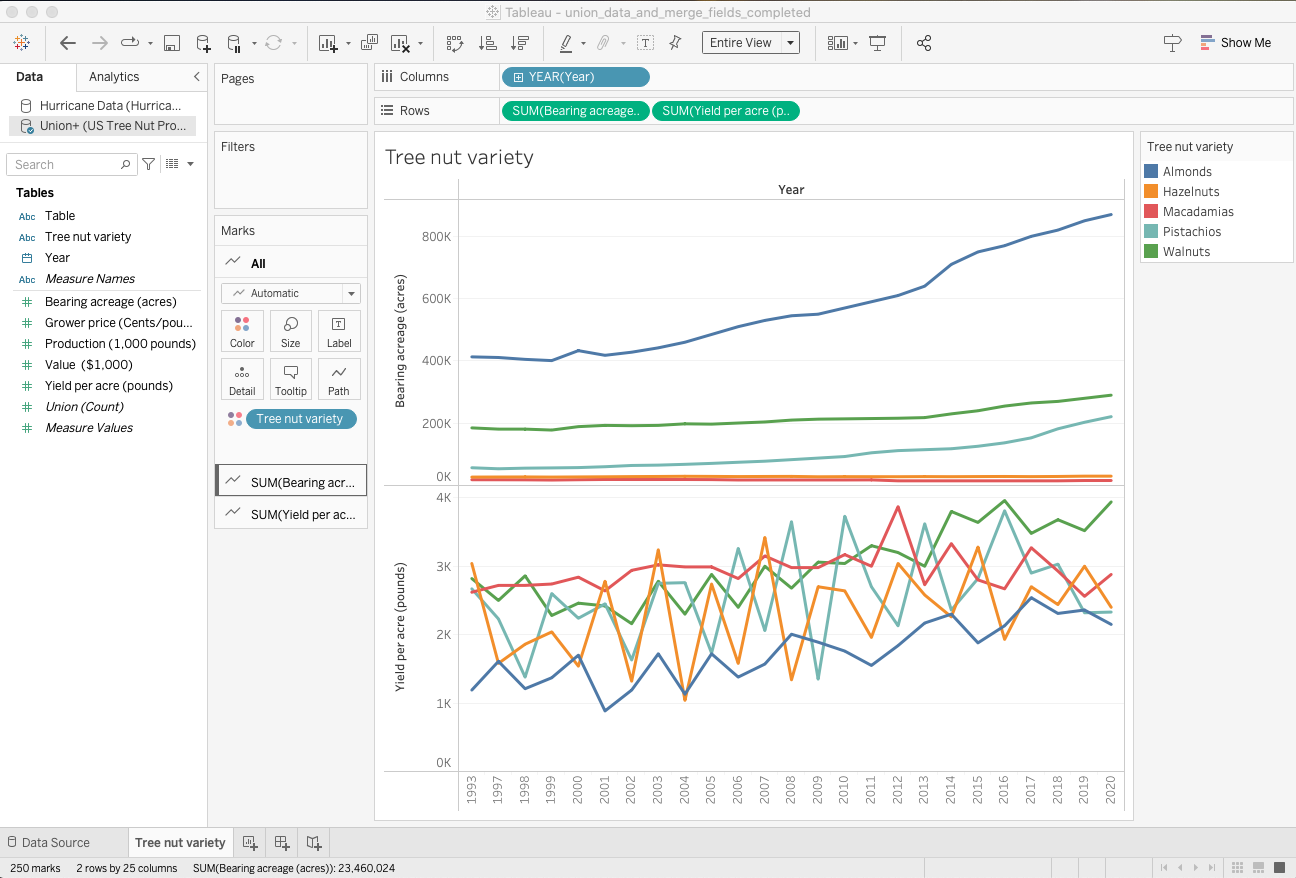 Tableau - union_data_and_merge_fields_completed
Entire View
Show Me
Data
Analytics
Hurricane Data (Hurrica...
Union+ (US Tree Nut Pro...
Search
Tables
Abc Table
Abc Tree nut variety
Year
Abc Measure Names
Bearing acreage (acres)
Grower price (Cents/pou...
Production (1,000 pounds)
Value ($1,000)
Yield per acre (pounds)
Union (Count)
Measure Values
Pages
Filters
Marks
All
Automatic
Color
Size
T
Label
Detail
Tooltip
Path
Tree nut variety
SUM(Bearing acr...
SUM(Yield per ac...
Columns
YEAR(Year)
Rows
SUM(Bearing acreage..
SUM(Yield per acre (p..
Tree nut variety
Year
Bearing acreage (acres)
800K
600K
400K
200K
0K
Yield per acre (pounds)
4K
3K
2K
1K
0K
1993
1997
1998
1999
2000
2001
2002
2003
2004
2005
2006
2007
2008
2009
2010
2011
2012
2013
2014
2015
2016
2017
2018
2019
2020
Tree nut variety
Almonds
Hazelnuts
Macadamias
Pistachios
Walnuts
Data Source
Tree nut variety
250 marks
2 rows by 25 columns
SUM(Bearing acreage (acres)): 23,460,024